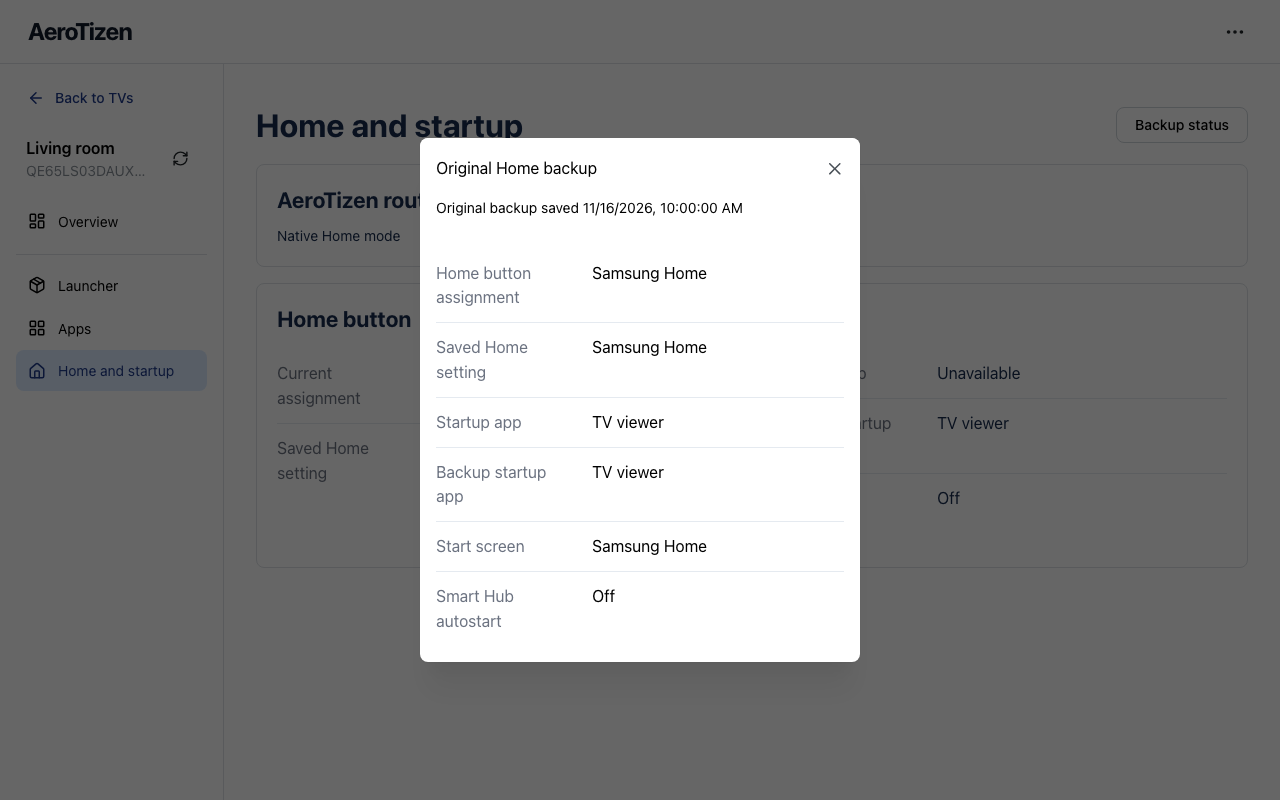 AeroTizen
Back to TVs
Living room
QE65LS03DAUX...
Overview
Launcher
Apps
Home and startup
Home and startup
Backup status
AeroTizen rou
Native Home mode
Home button
Current
assignment
Saved Home
setting
Unavailable
TV viewer
Off
Original Home backup
Original backup saved 11/16/2026, 10:00:00 AM
Home button
assignment
Samsung Home
Saved Home
setting
Samsung Home
Startup app
TV viewer
Backup startup
app
TV viewer
Start screen
Samsung Home
Smart Hub
autostart
Off